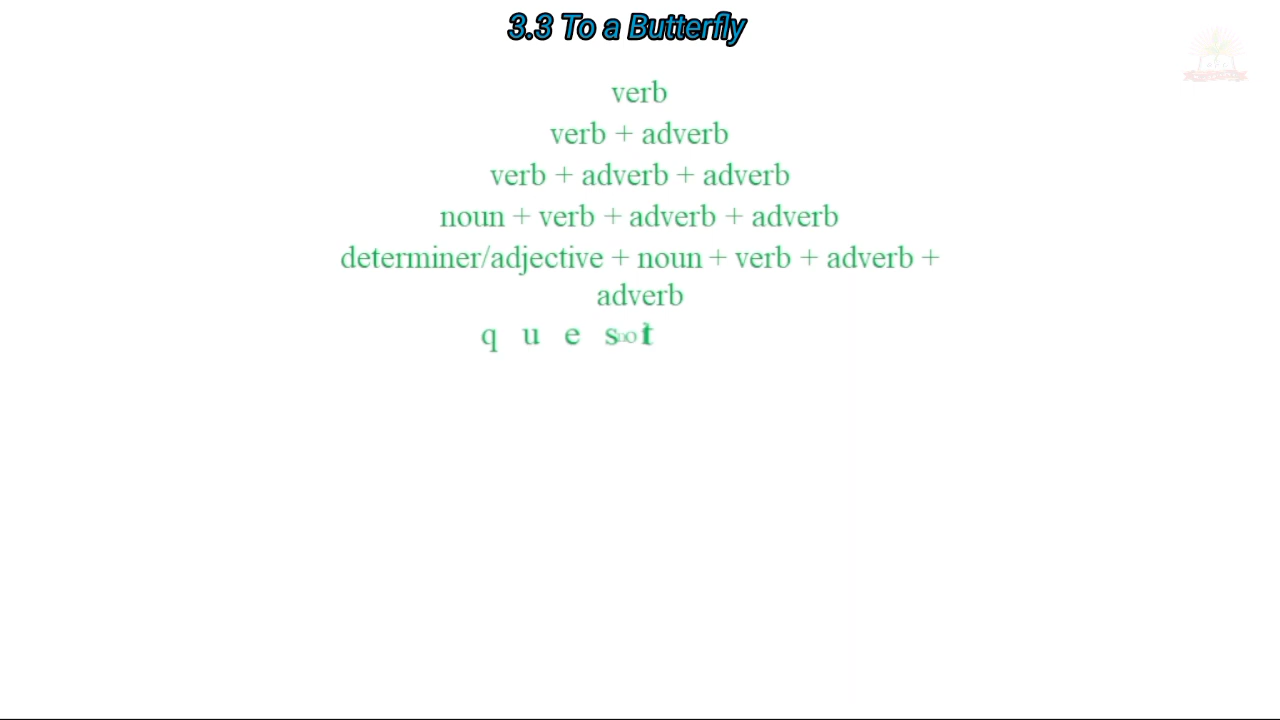 3.3 To a Butterfly
verb
verb + adverb
verb + adverb + adverb
noun + verb + adverb + adverb
determiner/adjective + noun + verb + adverb +
adverb
q u e s